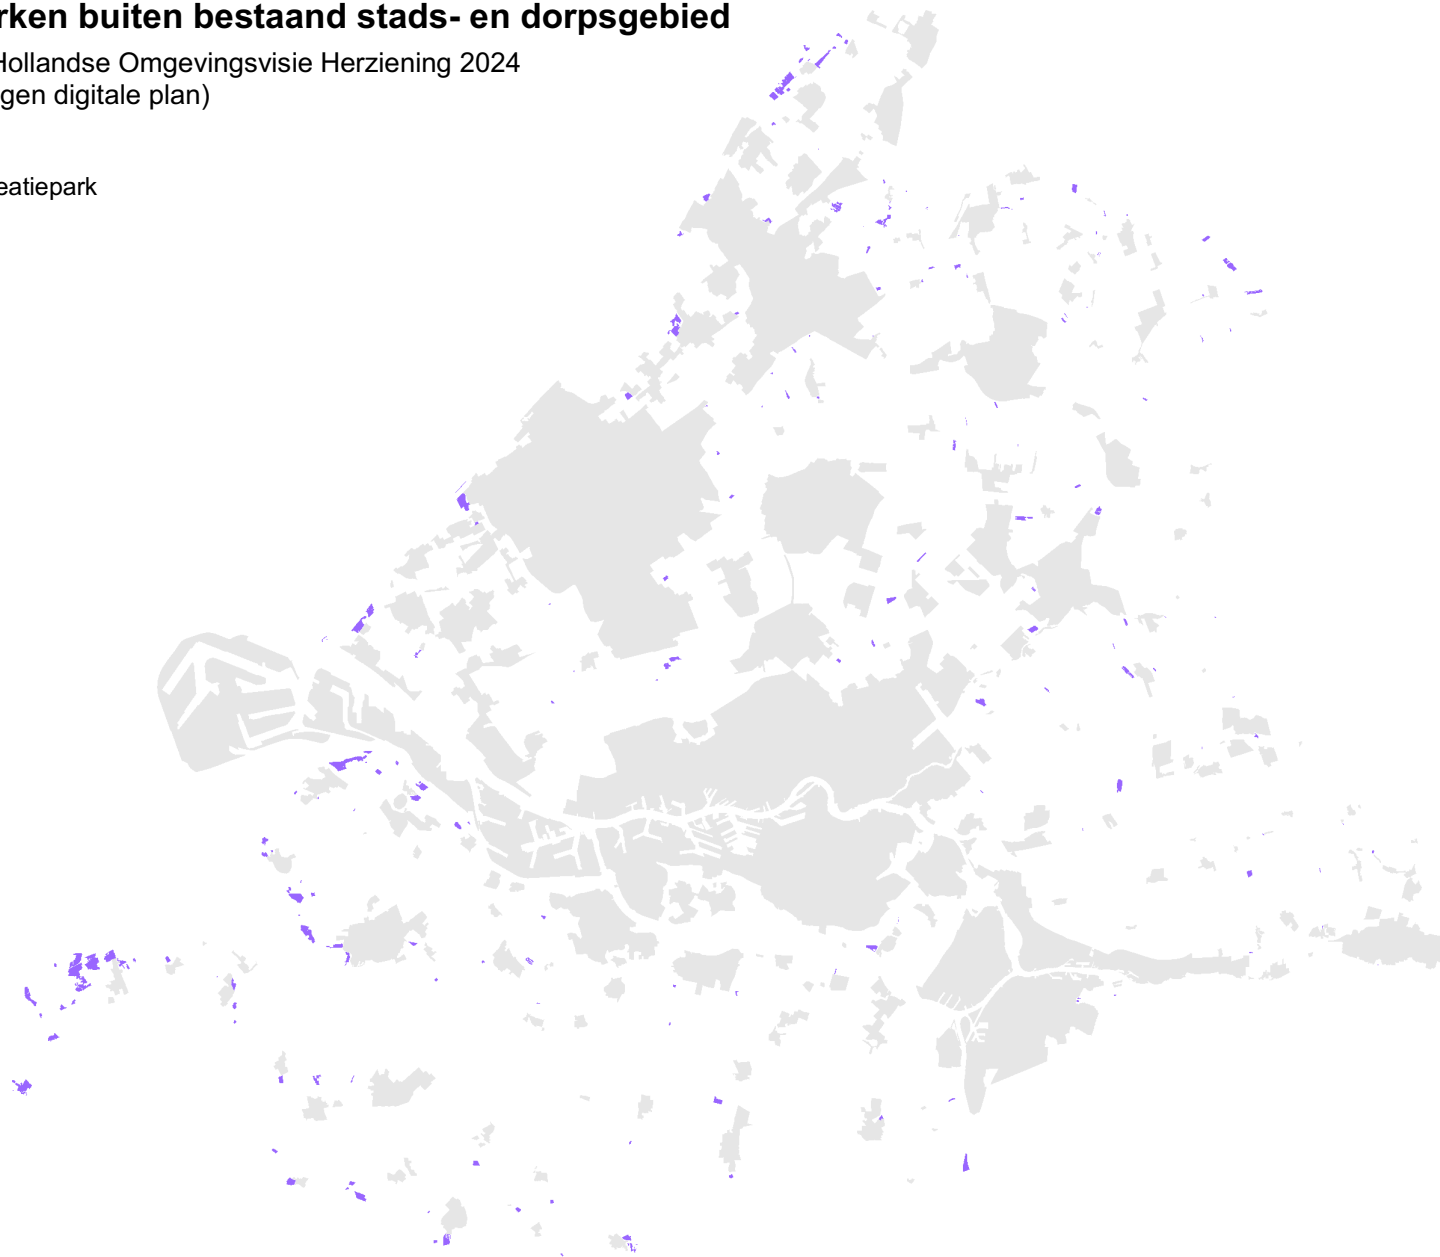 rken buiten bestaand stads- en dorpsgebied
Hollandse Omgevingsvisie Herziening 2024
gen digitale plan)
eatiepark